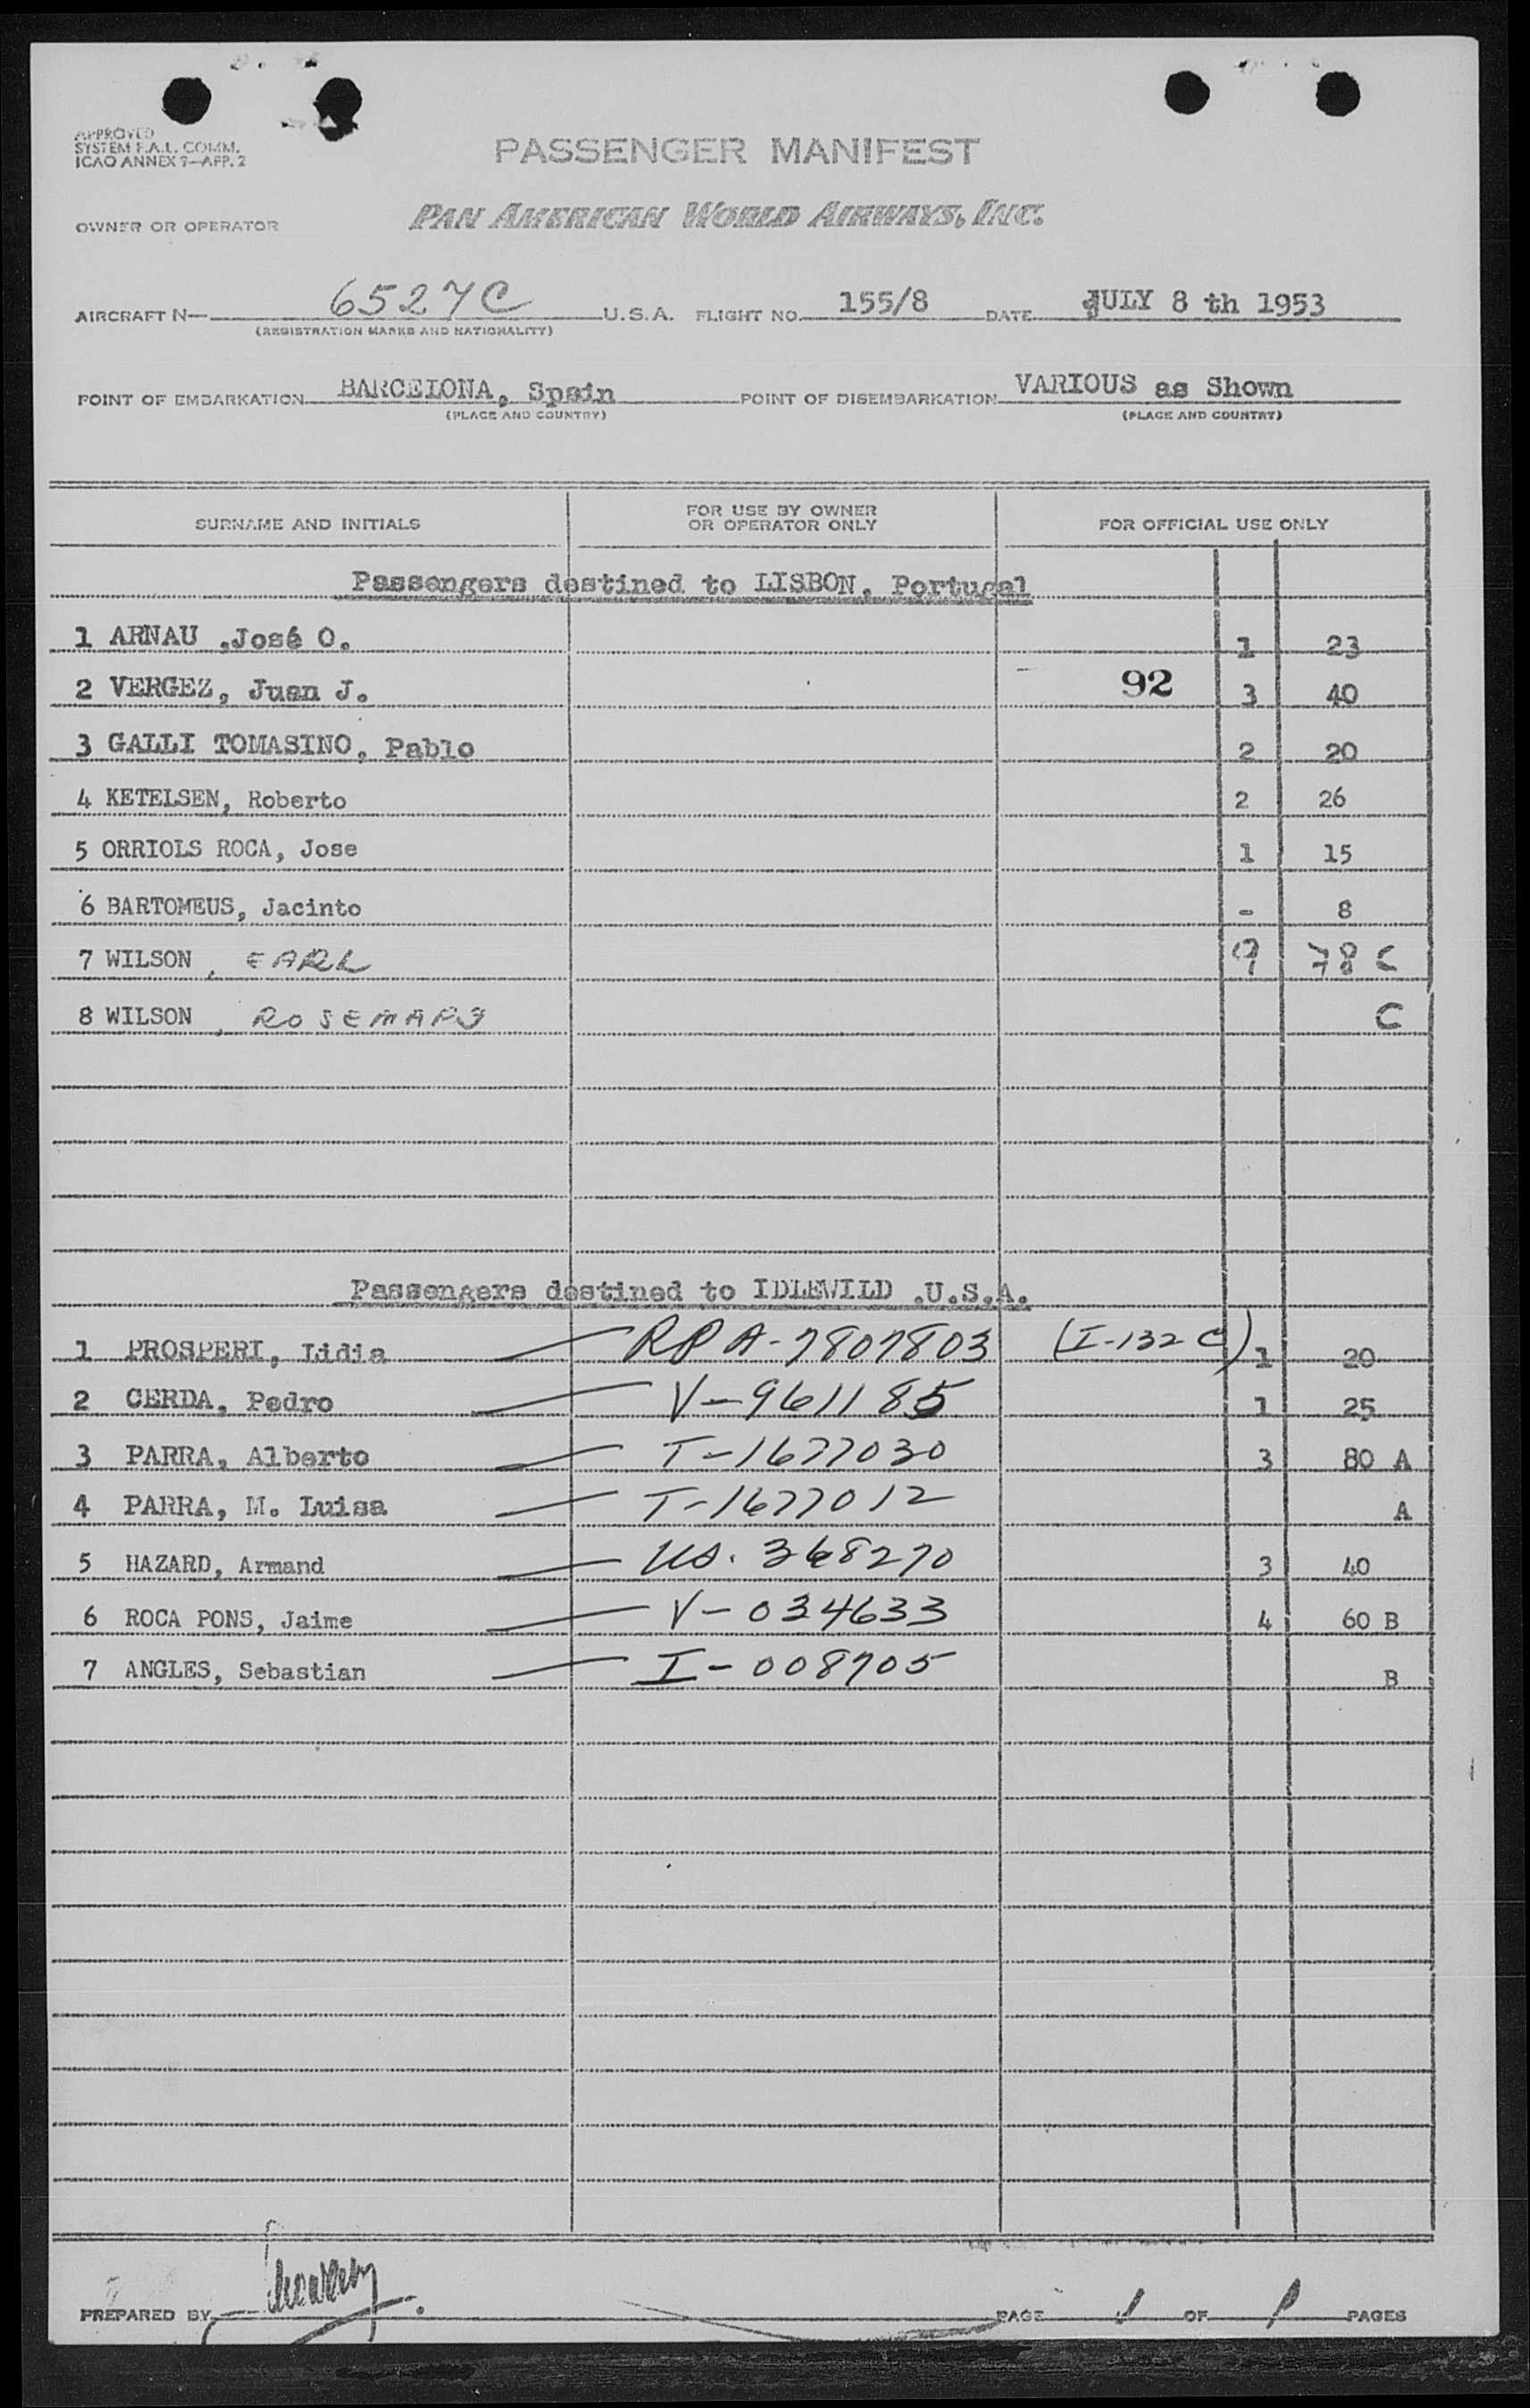 APPROVED
SYSTEM F.A.L. COMM.
ICAO ANNEX 9—APP. 2
PASSENGER MANIFEST
OWNER OR OPERATOR PAN AMERICAN WORLD AIRWAYS, INC.
AIRCRAFT N— 6527C U.S.A. FLIGHT NO. 155/8 DATE JULY 8 th 1953
(REGISTRATION MARKS AND NATIONALITY)
POINT OF EMBARKATION BARCELONA, Spain POINT OF DISEMBARKATION VARIOUS as Shown
(PLACE AND COUNTRY) (PLACE AND COUNTRY)
SURNAME AND INITIALS FOR USE BY OWNER OR OPERATOR ONLY FOR OFFICIAL USE ONLY
Passengers destined to LISBON, Portugal
1 ARNAU ,José O. 1 23
2 VERGEZ, Juan J. 92 3 40
3 GALLI TOMASINO, Pablo 2 20
4 KETELSEN, Roberto 2 26
5 ORRIOLS ROCA, Jose 1 15
6 BARTOMEUS, Jacinto - 8
7 WILSON , EARL 9 78 C
8 WILSON , ROSEMARY C
Passengers destined to IDLEWILD .U.S.A.
1 PROSPERI, Lidia RPA-7807803 (I-132 C) 1 20
2 CERDA, Pedro V-961185 1 25
3 PARRA, Alberto T-1677030 3 80 A
4 PARRA, M. Luisa T-1677012 A
5 HAZARD, Armand US. 368270 3 40
6 ROCA PONS, Jaime V-034633 4 60 B
7 ANGLES, Sebastian I-008705 B
PREPARED BY PAGE 1 OF 1 PAGES